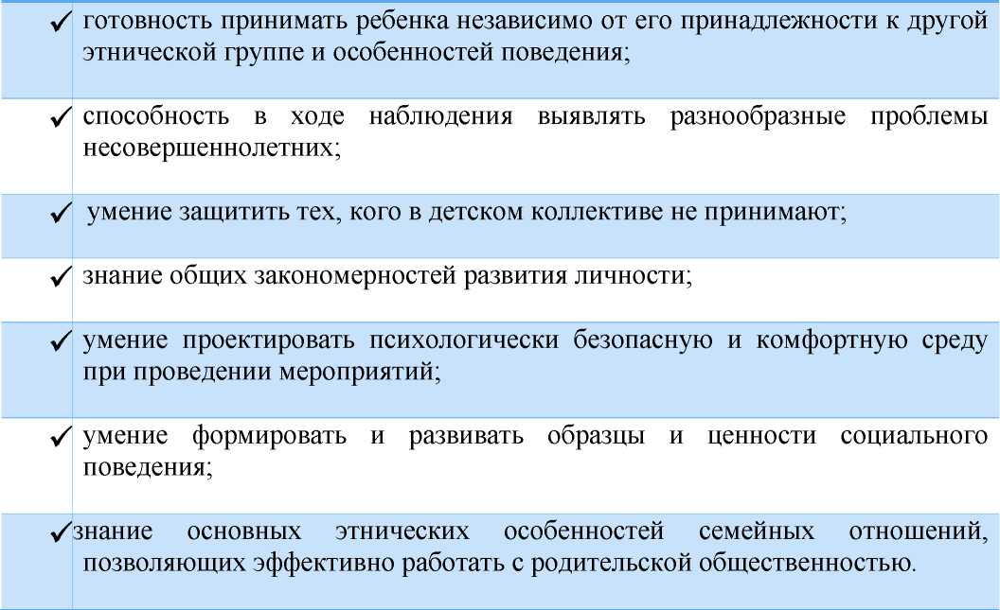 ✓ готовность принимать ребенка независимо от его принадлежности к другой
этнической группе и особенностей поведения;
✓ способность в ходе наблюдения выявлять разнообразные проблемы
несовершеннолетних;
✓ умение защитить тех, кого в детском коллективе не принимают;
✓ знание общих закономерностей развития личности;
✓ умение проектировать психологически безопасную и комфортную среду
при проведении мероприятий;
✓ умение формировать и развивать образцы и ценности социального
поведения;
✓ знание основных этнических особенностей семейных отношений,
позволяющих эффективно работать с родительской общественностью.